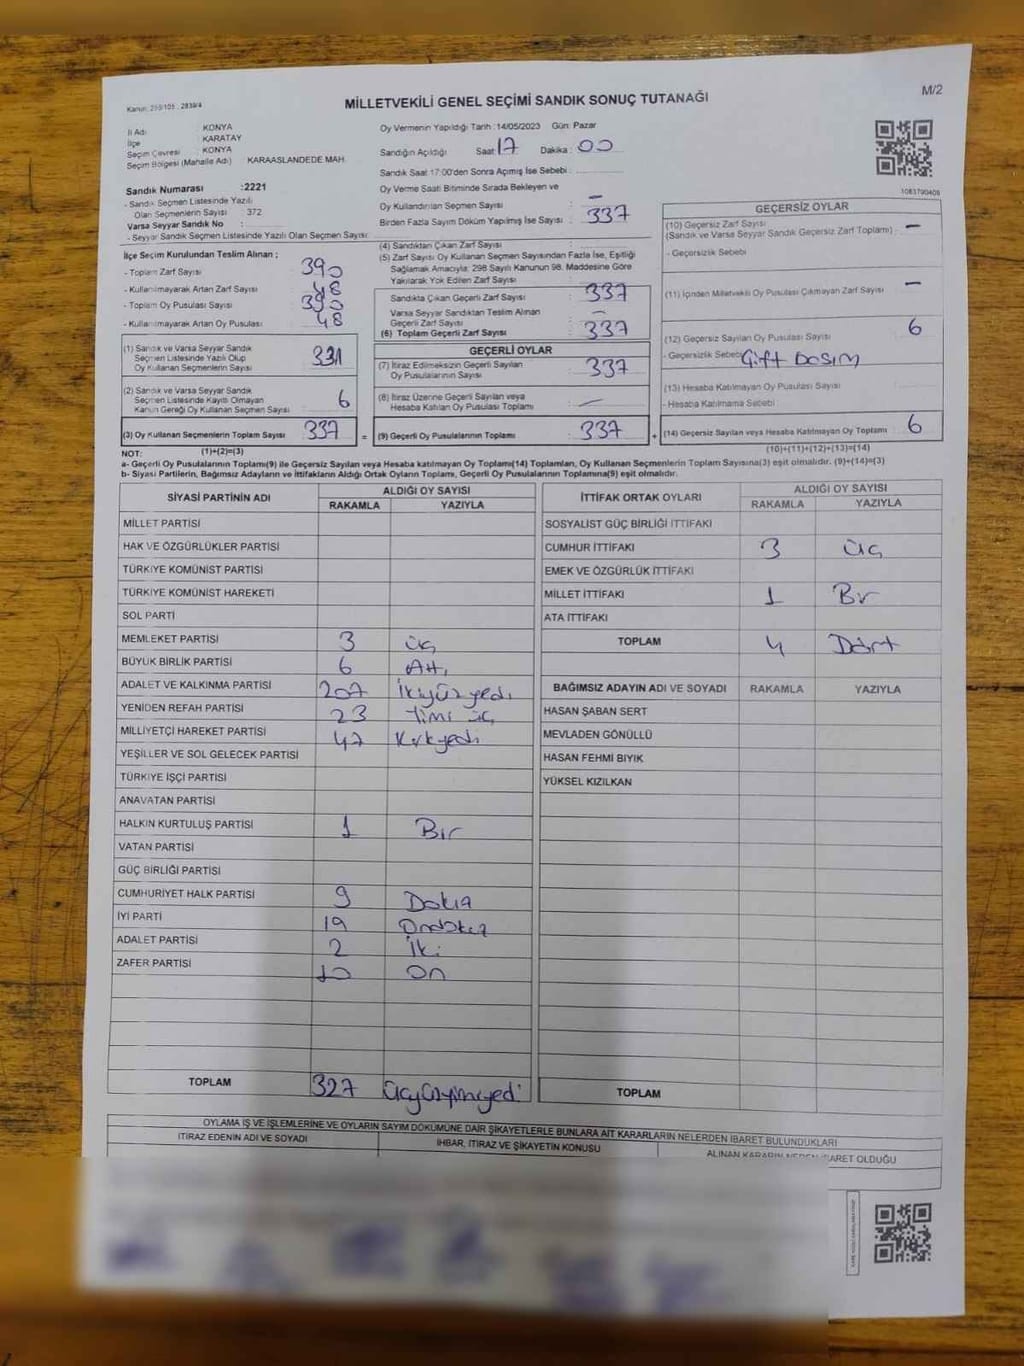 Kanun: 298/105 , 2839/4
MİLLETVEKİLİ GENEL SEÇİMİ SANDIK SONUÇ TUTANAĞI
M/2
İl Adı : KONYA
İlçe : KARATAY
Seçim Çevresi : KONYA
Seçim Bölgesi (Mahalle Adı) : KARAASLANDEDE MAH.
Sandık Numarası :2221
- Sandık Seçmen Listesinde Yazılı
Olan Seçmenlerin Sayısı : 372
Varsa Seyyar Sandık No :
- Seyyar Sandık Seçmen Listesinde Yazılı Olan Seçmen Sayısı:
Oy Vermenin Yapıldığı Tarih :14/05/2023 Gün: Pazar
Sandığın Açıldığı Saat: 17 Dakika: 00
Sandık Saat 17:00'den Sonra Açmış İse Sebebi :
Oy Verme Saati Bitiminde Sırada Bekleyen ve
Oy Kullandırılan Seçmen Sayısı : –
Birden Fazla Sayım Döküm Yapılmış İse Sayısı : 337
1083790405
İlçe Seçim Kurulundan Teslim Alınan ;
- Toplam Zarf Sayısı : 390
- Kullanılmayarak Artan Zarf Sayısı : 48
- Toplam Oy Pusulası Sayısı : 390
- Kullanılmayarak Artan Oy Pusulası : 48
(1) Sandık ve Varsa Seyyar Sandık
Seçmen Listesinde Yazılı Olup
Oy Kullanan Seçmenlerin Sayısı : 331
(2) Sandık ve Varsa Seyyar Sandık
Seçmen Listesinde Kayıtlı Olmayan
Kanun Gereği Oy Kullanan Seçmen Sayısı : 6
(3) Oy Kullanan Seçmenlerin Toplam Sayısı : 337
(1)+(2)=(3)
(4) Sandıktan Çıkan Zarf Sayısı :
(5) Zarf Sayısı Oy Kullanan Seçmen Sayısından Fazla İse, Eşitliği
Sağlamak Amacıyla; 298 Sayılı Kanunun 98. Maddesine Göre
Yakılarak Yok Edilen Zarf Sayısı :
Sandıkta Çıkan Geçerli Zarf Sayısı : 337
Varsa Seyyar Sandıktan Teslim Alınan
Geçerli Zarf Sayısı : –
(6) Toplam Geçerli Zarf Sayısı : 337
GEÇERLİ OYLAR
(7) İtiraz Edilmeksizin Geçerli Sayılan
Oy Pusulalarının Sayısı : 337
(8) İtiraz Üzerine Geçerli Sayılan veya
Hesaba Katılan Oy Pusulası Toplamı : –
= (9) Geçerli Oy Pusulalarının Toplamı : 337 +
GEÇERSİZ OYLAR
(10) Geçersiz Zarf Sayısı
(Sandık ve Varsa Seyyar Sandık Geçersiz Zarf Toplamı) : –
- Geçersizlik Sebebi
(11) İçinden Milletvekili Oy Pusulası Çıkmayan Zarf Sayısı : –
(12) Geçersiz Sayılan Oy Pusulası Sayısı : 6
- Geçersizlik Sebebi: Çift Basım
(13) Hesaba Katılmayan Oy Pusulası Sayısı :
- Hesaba Katılmama Sebebi :
(14) Geçersiz Sayılan veya Hesaba Katılmayan Oy Toplamı : 6
(10)+(11)+(12)+(13)=(14)
NOT:
a- Geçerli Oy Pusulalarının Toplamı(9) ile Geçersiz Sayılan veya Hesaba katılmayan Oy Toplamı(14) Toplamları, Oy Kullanan Seçmenlerin Toplam Sayısına(3) eşit olmalıdır. (9)+(14)=(3)
b- Siyasi Partilerin, Bağımsız Adayların ve İttifakların Aldığı Oyların Toplamı, Geçerli Oy Pusulalarının Toplamına(9) eşit olmalıdır.
SİYASİ PARTİNİN ADI ALDIĞI OY SAYISI
RAKAMLA YAZIYLA
MİLLET PARTİSİ
HAK VE ÖZGÜRLÜKLER PARTİSİ
TÜRKİYE KOMÜNİST PARTİSİ
TÜRKİYE KOMÜNİST HAREKETİ
SOL PARTİ
MEMLEKET PARTİSİ 3 üç
BÜYÜK BİRLİK PARTİSİ 6 Altı
ADALET VE KALKINMA PARTİSİ 207 İkiyüz yedi
YENİDEN REFAH PARTİSİ 23 Yirmi üç
MİLLİYETÇİ HAREKET PARTİSİ 47 Kırkyedi
YEŞİLLER VE SOL GELECEK PARTİSİ
TÜRKİYE İŞÇİ PARTİSİ
ANAVATAN PARTİSİ
HALKIN KURTULUŞ PARTİSİ 1 Bir
VATAN PARTİSİ
GÜÇ BİRLİĞİ PARTİSİ
CUMHURİYET HALK PARTİSİ 9 Dokuz
İYİ PARTİ 19 Ondokuz
ADALET PARTİSİ 2 İki
ZAFER PARTİSİ 10 On
TOPLAM 327 Üçyüzyirmiyedi
İTTİFAK ORTAK OYLARI ALDIĞI OY SAYISI
RAKAMLA YAZIYLA
SOSYALİST GÜÇ BİRLİĞİ İTTİFAKI
CUMHUR İTTİFAKI 3 üç
EMEK VE ÖZGÜRLÜK İTTİFAKI
MİLLET İTTİFAKI 1 Bir
ATA İTTİFAKI
TOPLAM 4 Dört
BAĞIMSIZ ADAYIN ADI VE SOYADI RAKAMLA YAZIYLA
HASAN ŞABAN SERT
MEVLADEN GÖNÜLLÜ
HASAN FEHMİ BIYIK
YÜKSEL KIZILKAN
TOPLAM
OYLAMA İŞ VE İŞLEMLERİNE VE OYLARIN SAYIM DÖKÜMÜNE DAİR ŞİKAYETLERLE BUNLARA AİT KARARLARIN NELERDEN İBARET BULUNDUKLARI
İTİRAZ EDENİN ADI VE SOYADI İHBAR, İTİRAZ VE ŞİKAYETİN KONUSU ALINAN KARARIN NEDEN İBARET OLDUĞU